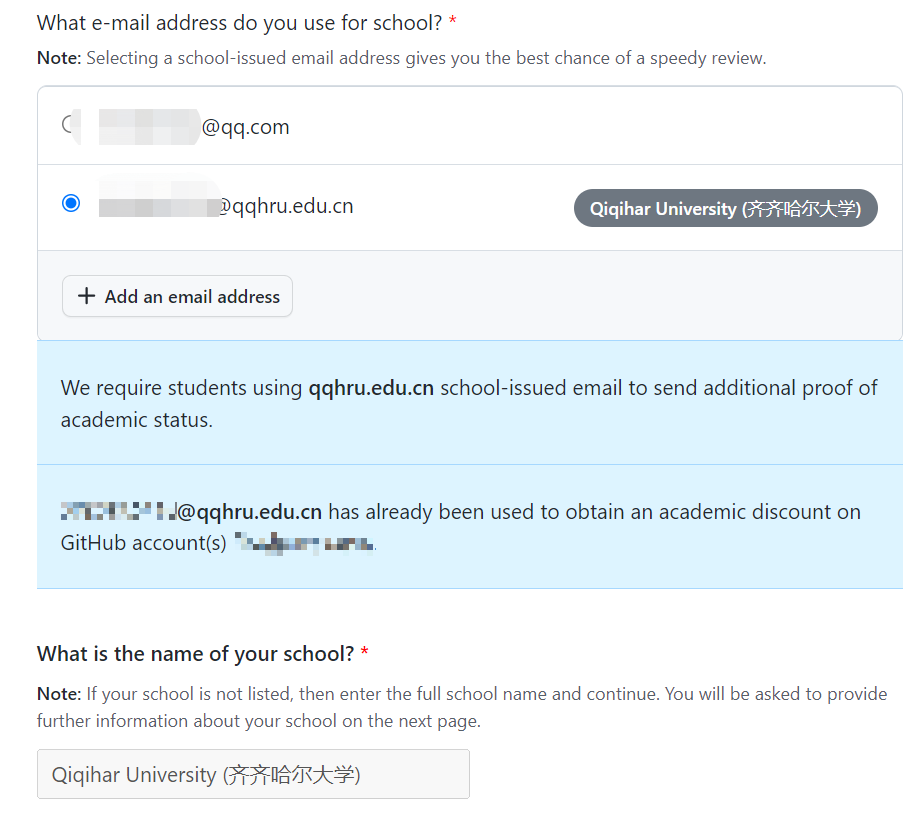 What e-mail address do you use for school? *
Note: Selecting a school-issued email address gives you the best chance of a speedy review.
@qq.com
@qqhru.edu.cn
Qiqihar University (齐齐哈尔大学)
+ Add an email address
We require students using qqhru.edu.cn school-issued email to send additional proof of
academic status.
@qqhru.edu.cn has already been used to obtain an academic discount on
GitHub account(s) .
What is the name of your school? *
Note: If your school is not listed, then enter the full school name and continue. You will be asked to provide
further information about your school on the next page.
Qiqihar University (齐齐哈尔大学)